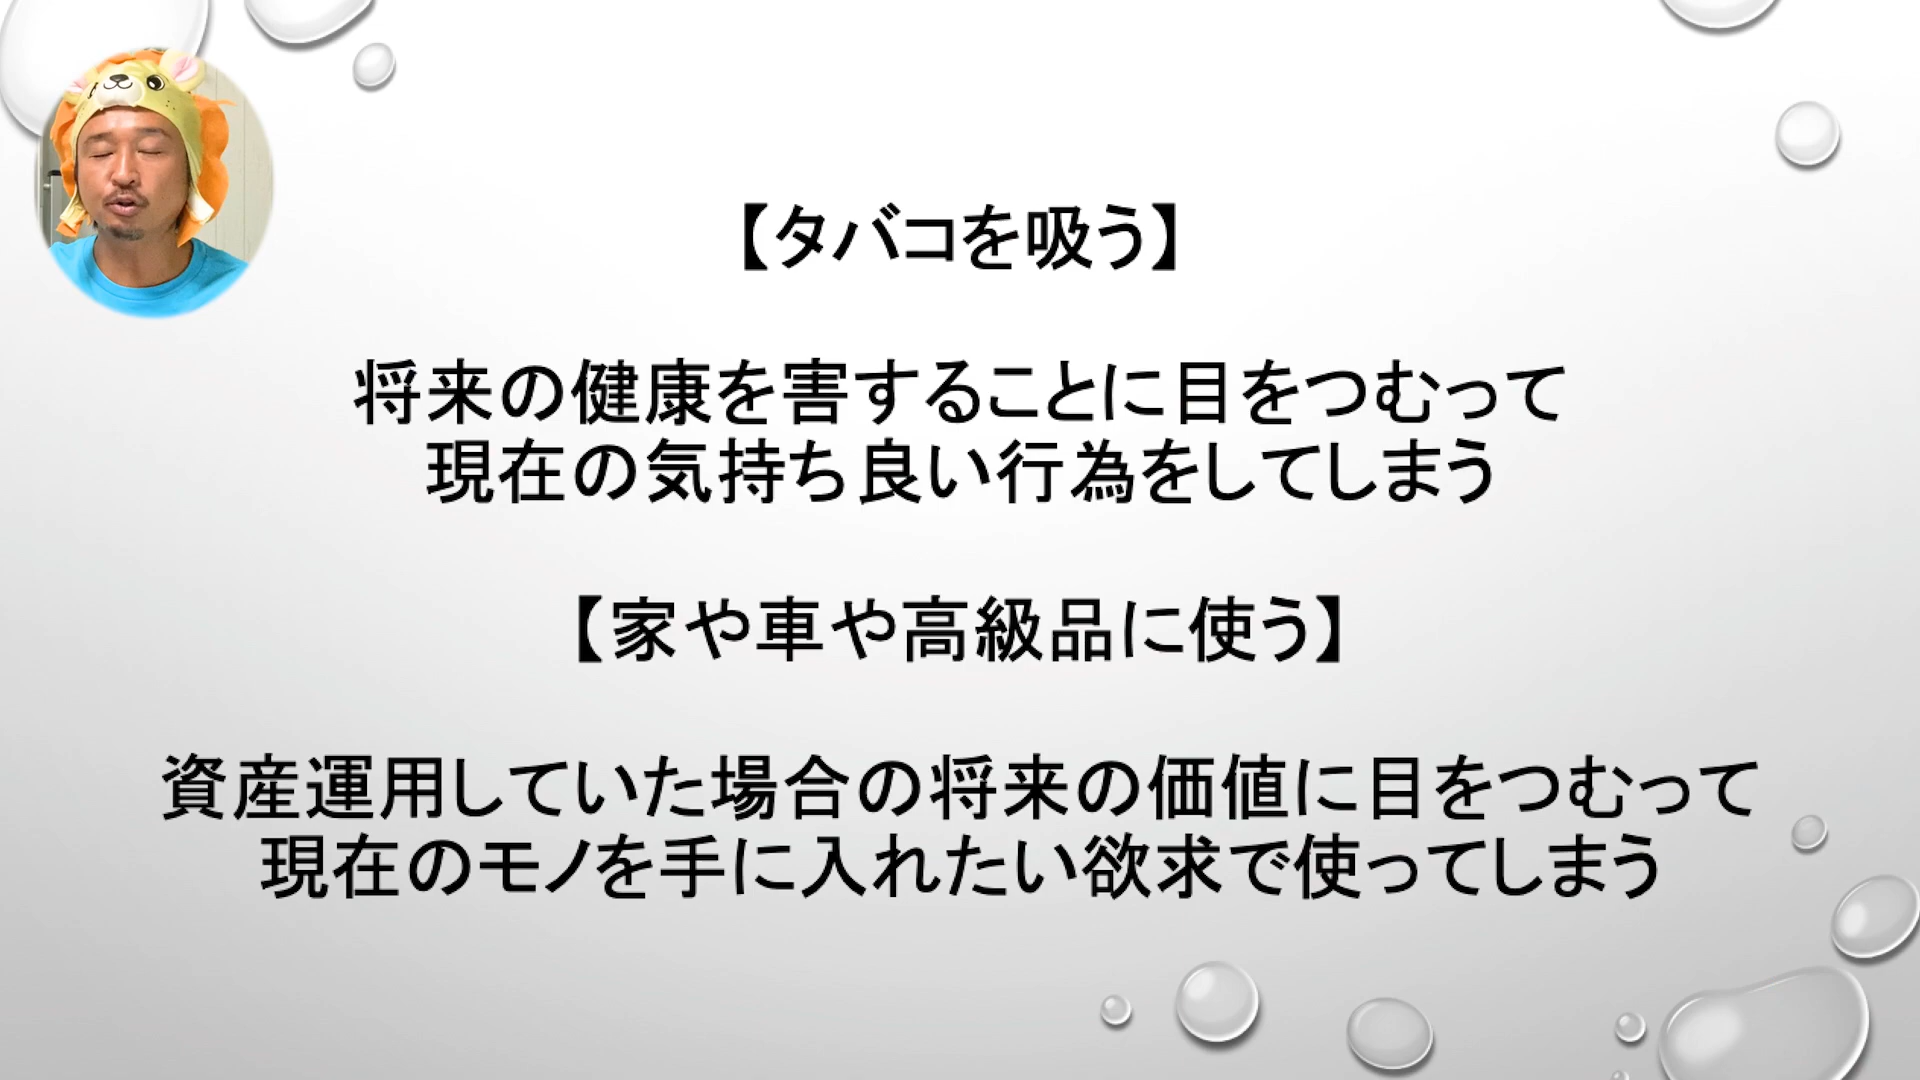 【タバコを吸う】
将来の健康を害することに目をつむって
現在の気持ち良い行為をしてしまう
【家や車や高級品に使う】
資産運用していた場合の将来の価値に目をつむって
現在のモノを手に入れたい欲求で使ってしまう